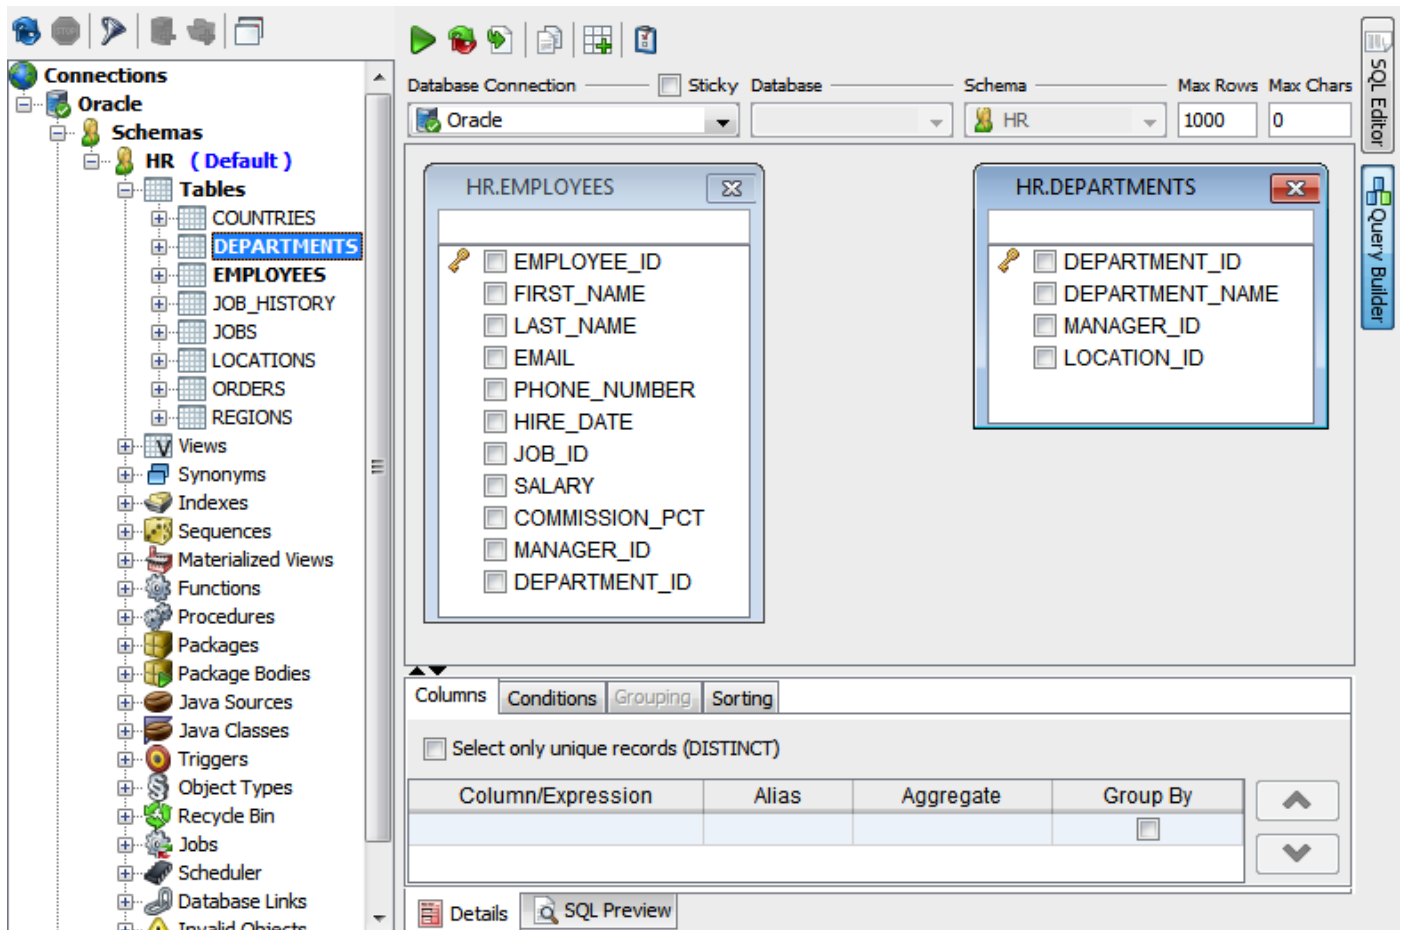 STOP
Connections
Oracle
Schemas
HR ( Default )
Tables
COUNTRIES
DEPARTMENTS
EMPLOYEES
JOB_HISTORY
JOBS
LOCATIONS
ORDERS
REGIONS
Views
Synonyms
Indexes
Sequences
Materialized Views
Functions
Procedures
Packages
Package Bodies
Java Sources
Java Classes
Triggers
Object Types
Recycle Bin
Jobs
Scheduler
Database Links
Invalid Objects
Database Connection Sticky Database Schema Max Rows Max Chars
Oracle HR 1000 0
HR.EMPLOYEES
EMPLOYEE_ID
FIRST_NAME
LAST_NAME
EMAIL
PHONE_NUMBER
HIRE_DATE
JOB_ID
SALARY
COMMISSION_PCT
MANAGER_ID
DEPARTMENT_ID
HR.DEPARTMENTS
DEPARTMENT_ID
DEPARTMENT_NAME
MANAGER_ID
LOCATION_ID
SQL Editor
Query Builder
Columns Conditions Grouping Sorting
Select only unique records (DISTINCT)
Column/Expression Alias Aggregate Group By
Details SQL Preview